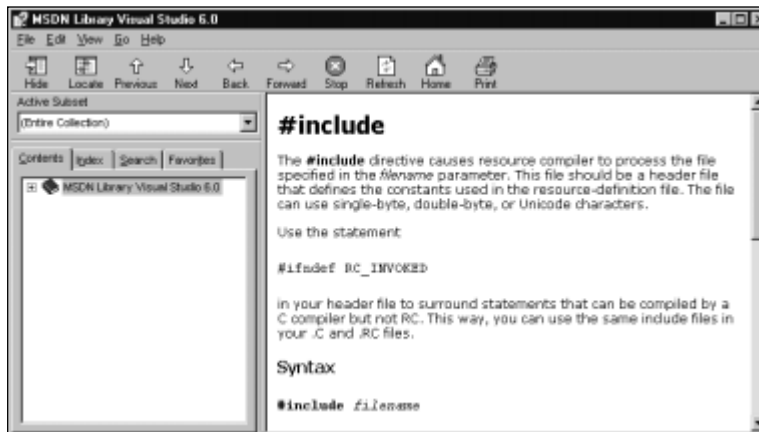 MSDN Library Visual Studio 6.0
File Edit View Go Help
Hide Locate Previous Next Back Forward Stop Refresh Home Print
Active Subset
(Entire Collection)
Contents Index Search Favorites
MSDN Library Visual Studio 6.0
#include
The #include directive causes resource compiler to process the file
specified in the filename parameter. This file should be a header file
that defines the constants used in the resource-definition file. The file
can use single-byte, double-byte, or Unicode characters.
Use the statement
#ifndef RC_INVOKED
in your header file to surround statements that can be compiled by a
C compiler but not RC. This way, you can use the same include files in
your .C and .RC files.
Syntax
#include filename